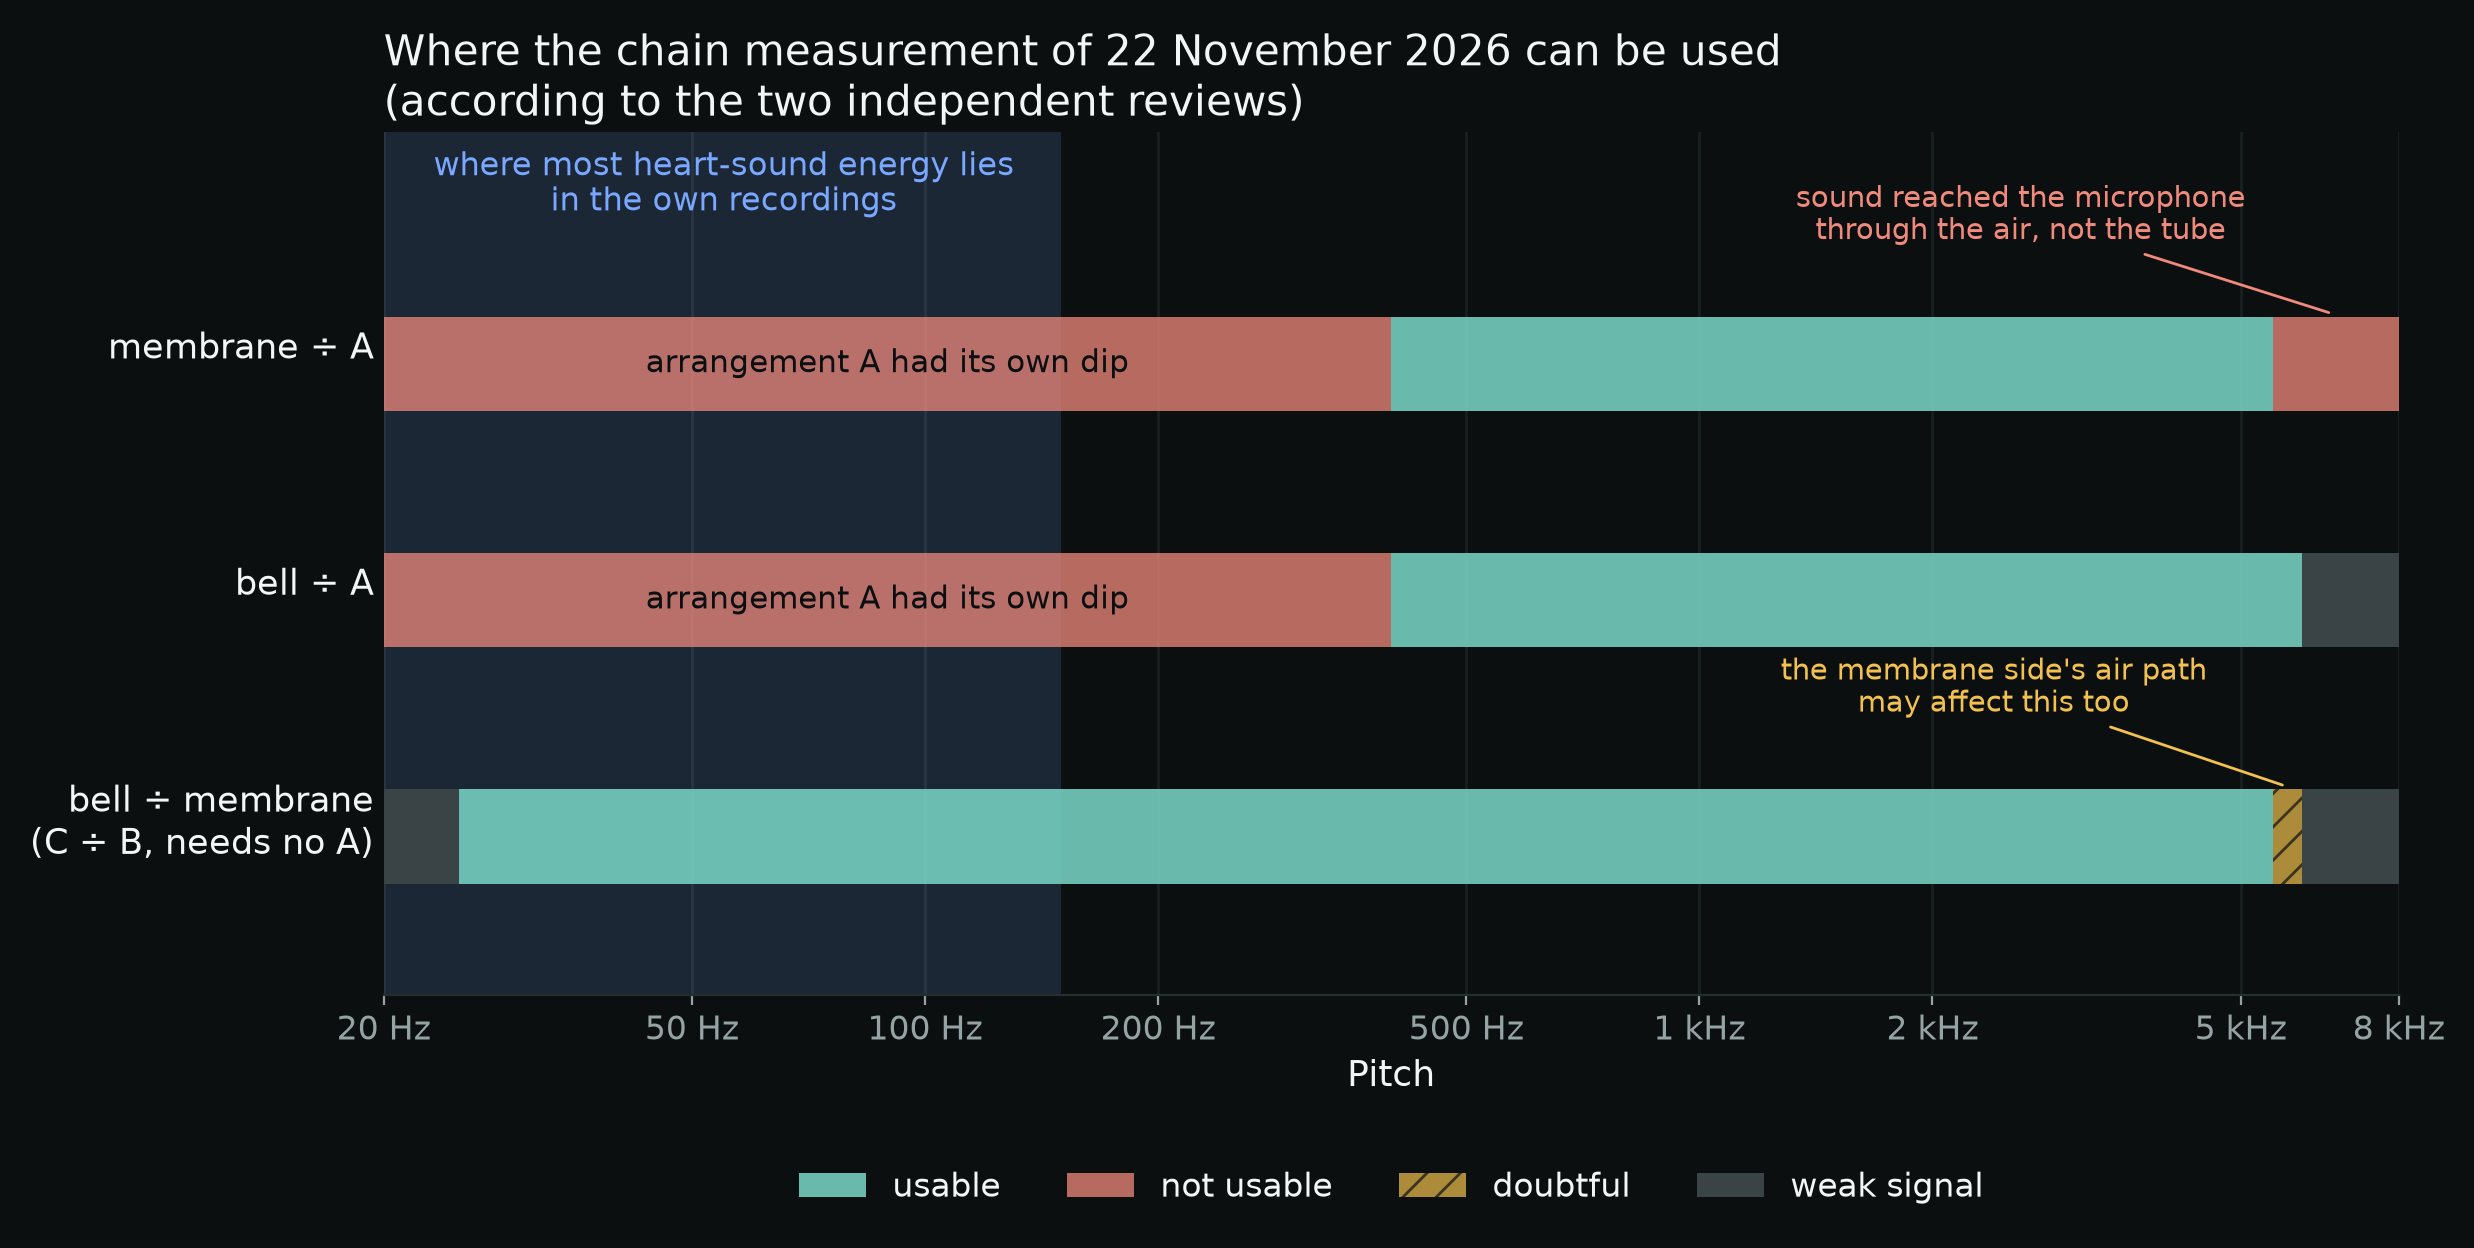 Where the chain measurement of 22 November 2026 can be used
(according to the two independent reviews)
where most heart-sound energy lies
in the own recordings
sound reached the microphone
through the air, not the tube
membrane ÷ A
arrangement A had its own dip
bell ÷ A
arrangement A had its own dip
the membrane side's air path
may affect this too
bell ÷ membrane
(C ÷ B, needs no A)
20 Hz 50 Hz 100 Hz 200 Hz 500 Hz 1 kHz 2 kHz 5 kHz 8 kHz
Pitch
usable not usable doubtful weak signal